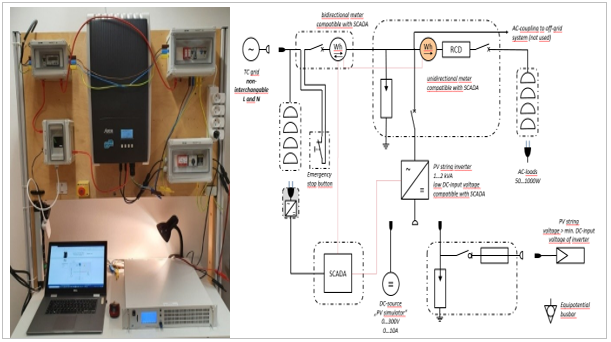 bidirectional meter
compatible with SCADA
AC-coupling to off-grid
system (not used)
~
Wh
Wh
RCD
TC grid
non-
interchangable
L and N
unidirectional meter
compatible with SCADA
Emergency
stop button
~
=
PV string inverter
1...2 kVA
low DC-input voltage
compatible with SCADA
AC-loads
50...1000W
SCADA
=
DC-source
„PV simulator"
0...300V
0...10A
PV string
voltage > min. DC-input
voltage of inverter
Equipotential
busbar